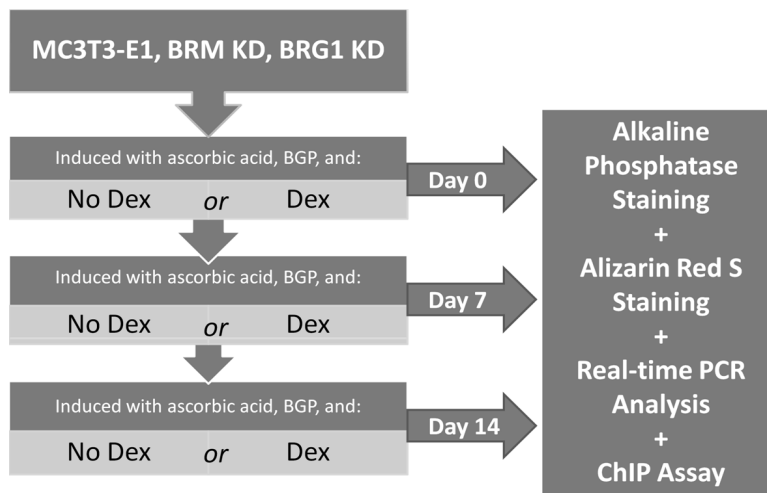 MC3T3-E1, BRM KD, BRG1 KD
Induced with ascorbic acid, BGP, and:
No Dex or Dex
Day 0
Induced with ascorbic acid, BGP, and:
No Dex or Dex
Day 7
Induced with ascorbic acid, BGP, and:
No Dex or Dex
Day 14
Alkaline
Phosphatase
Staining
+
Alizarin Red S
Staining
+
Real-time PCR
Analysis
+
ChIP Assay